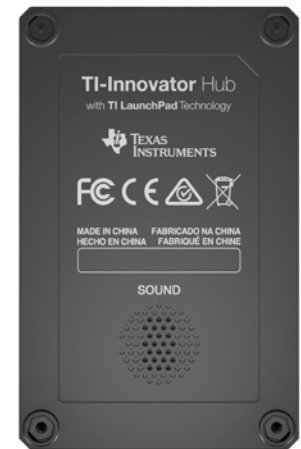 TI-Innovator Hub
with TI LaunchPad Technology
TEXAS
INSTRUMENTS
FC CE
MADE IN CHINA FABRICADO NA CHINA
HECHO EN CHINA FABRIQUÉ EN CHINE
SOUND